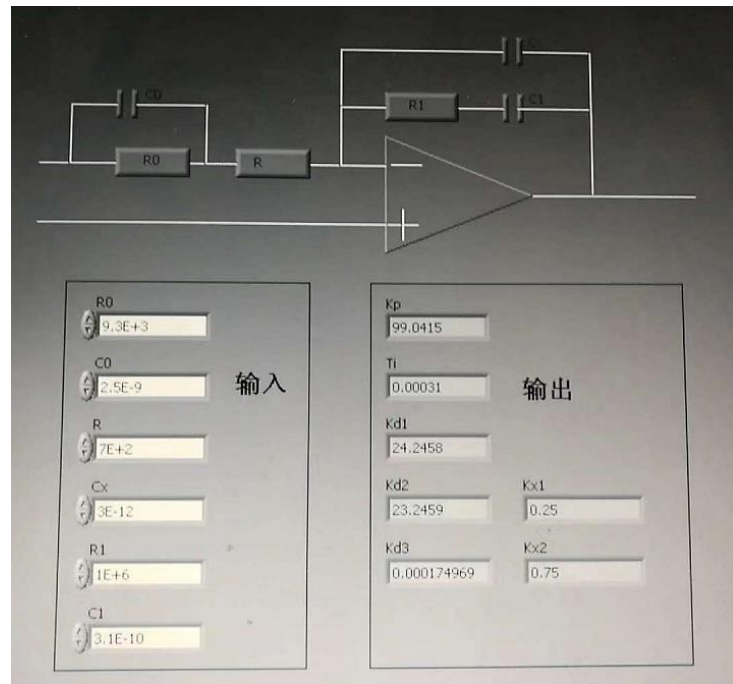 C0
R1
C1
R0
R
R0
9.3E+3
C0
2.5E-9
输入
R
7E+2
Cx
3E-12
R1
1E+6
C1
3.1E-10
Kp
99.0415
Ti
0.00031
输出
Kd1
24.2458
Kd2
23.2459
Kx1
0.25
Kd3
0.000174969
Kx2
0.75